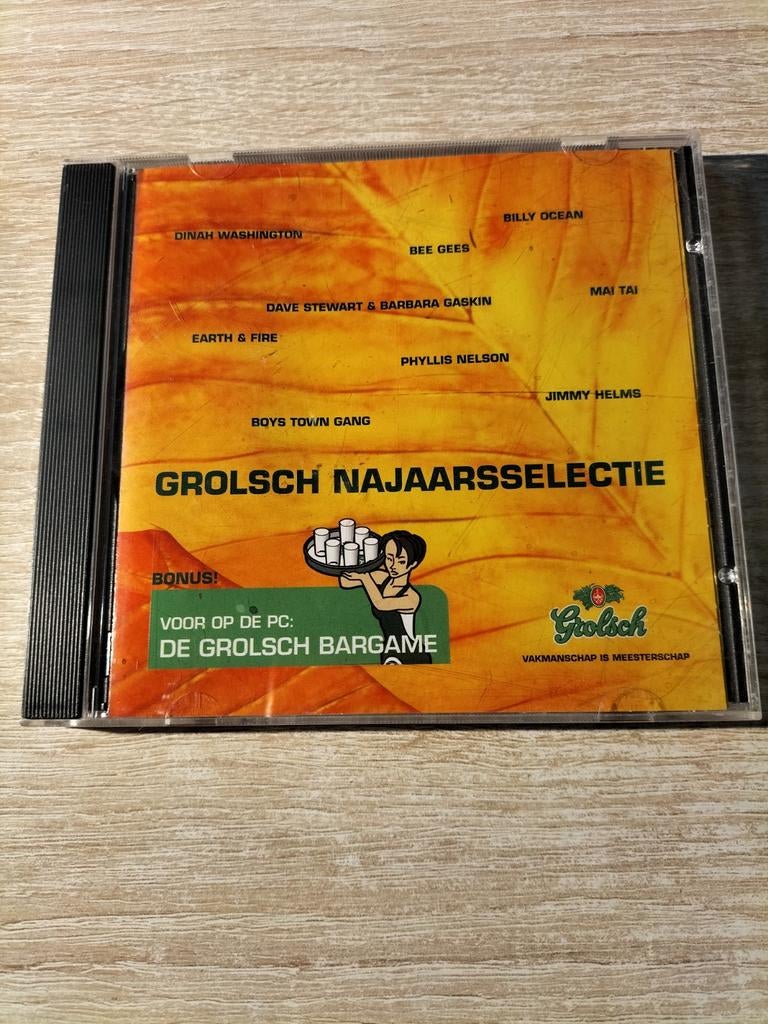 BILLY OCEAN
DINAH WASHINGTON
BEE GEES
MAI TAI
DAVE STEWART & BARBARA GASKIN
EARTH & FIRE
PHYLLIS NELSON
JIMMY HELMS
BOYS TOWN GANG
GROLSCH NAJAARSSELECTIE
BONUS!
VOOR OP DE PC:
DE GROLSCH BARGAME
Grolsch
VAKMANSCHAP IS MEESTERSCHAP